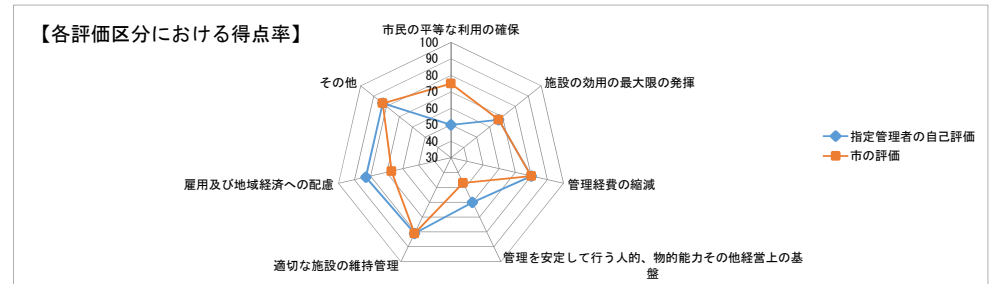 【各評価区分における得点率】
市民の平等な利用の確保
100
90
80
70
60
50
40
30
施設の効用の最大限の発揮
管理経費の縮減
管理を安定して行う人的、物的能力その他経営上の基
盤
適切な施設の維持管理
雇用及び地域経済への配慮
その他
指定管理者の自己評価
市の評価